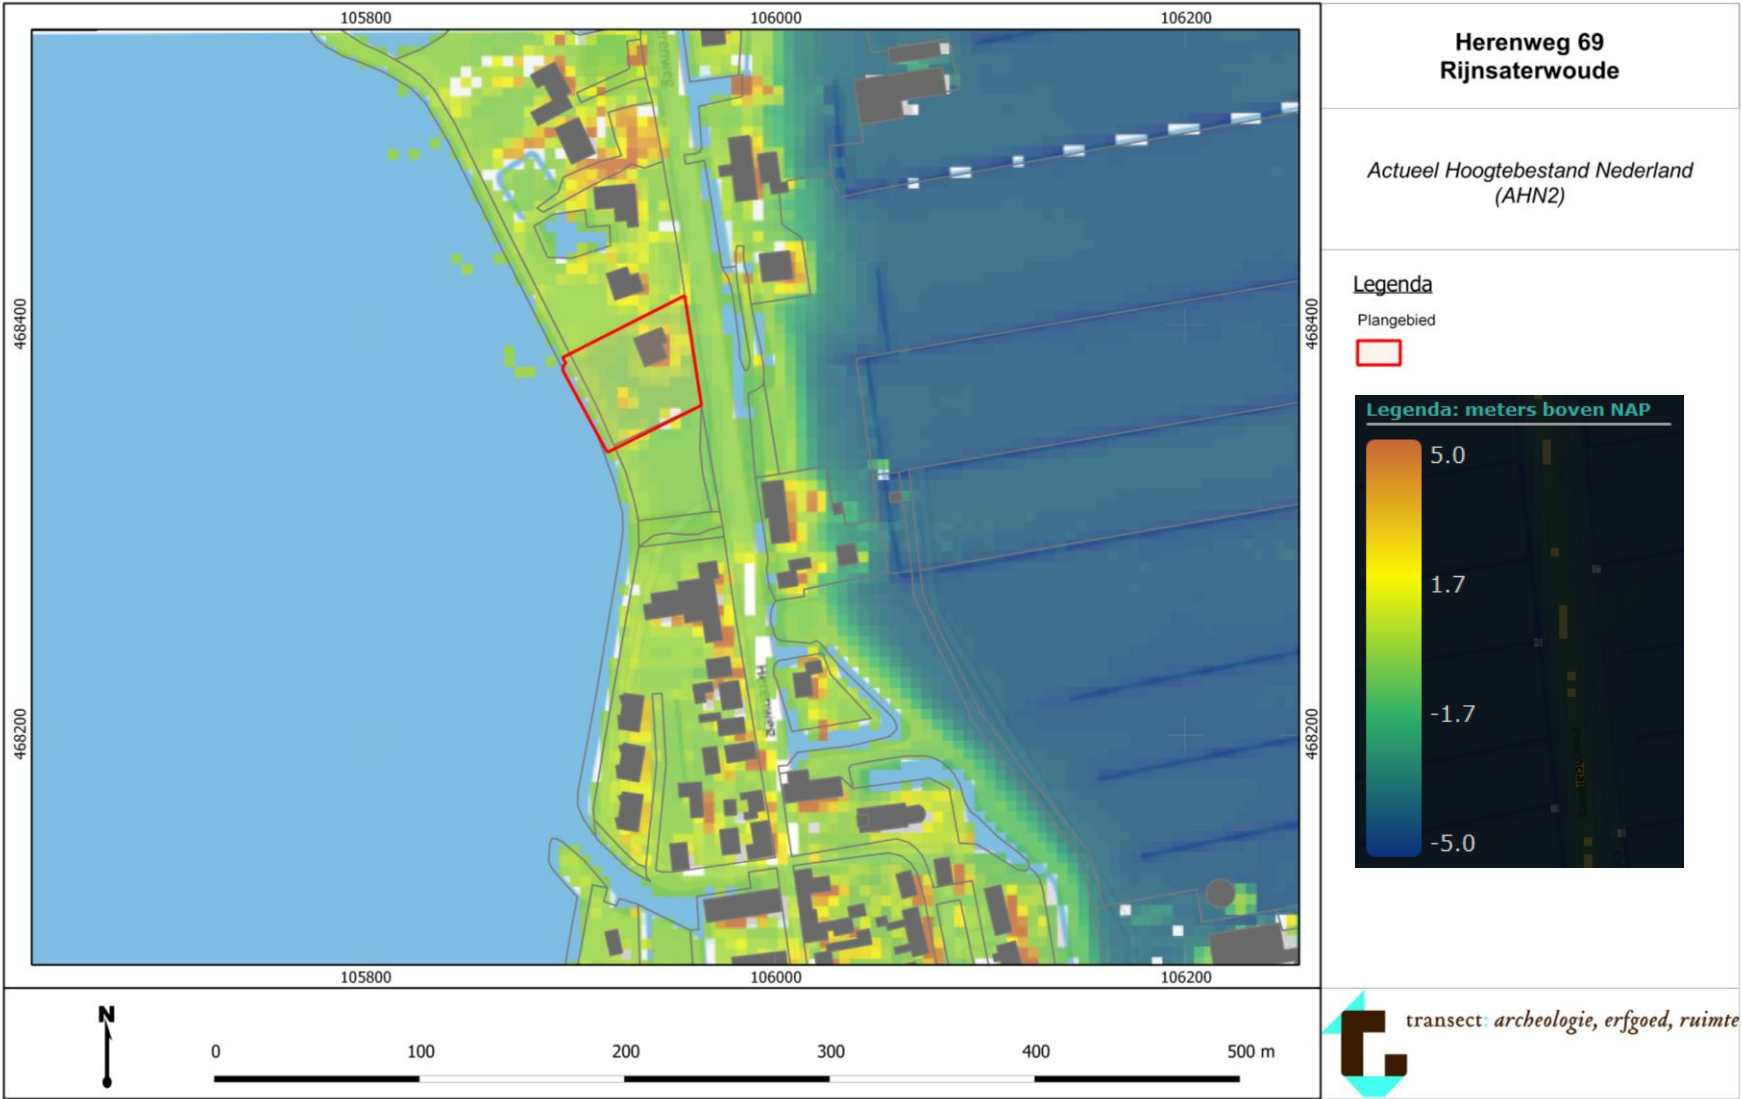 105800
106000
106200
468400
468200
468400
468200
105800
106000
106200
Herenweg
Herenweg 69
Rijnsaterwoude
Actueel Hoogtebestand Nederland
(AHN2)
Legenda
Plangebied
Legenda: meters boven NAP
5.0
1.7
-1.7
-5.0
N
0
100
200
300
400
500 m
transect: archeologie, erfgoed, ruimte